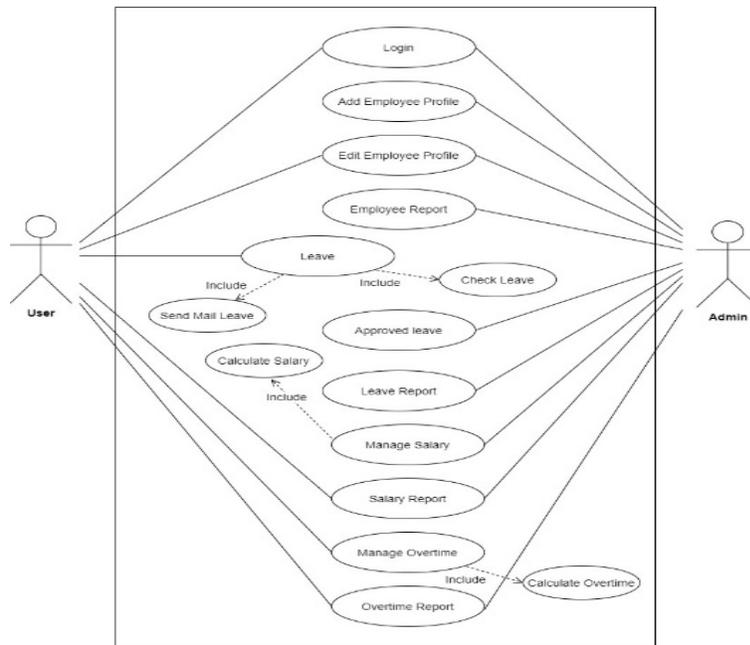 Login
Add Employee Profile
Edit Employee Profile
Employee Report
Leave
Include
Include
Check Leave
Send Mail Leave
User
Admin
Approved leave
Calculate Salary
Leave Report
Include
Manage Salary
Salary Report
Manage Overtime
Include
Calculate Overtime
Overtime Report